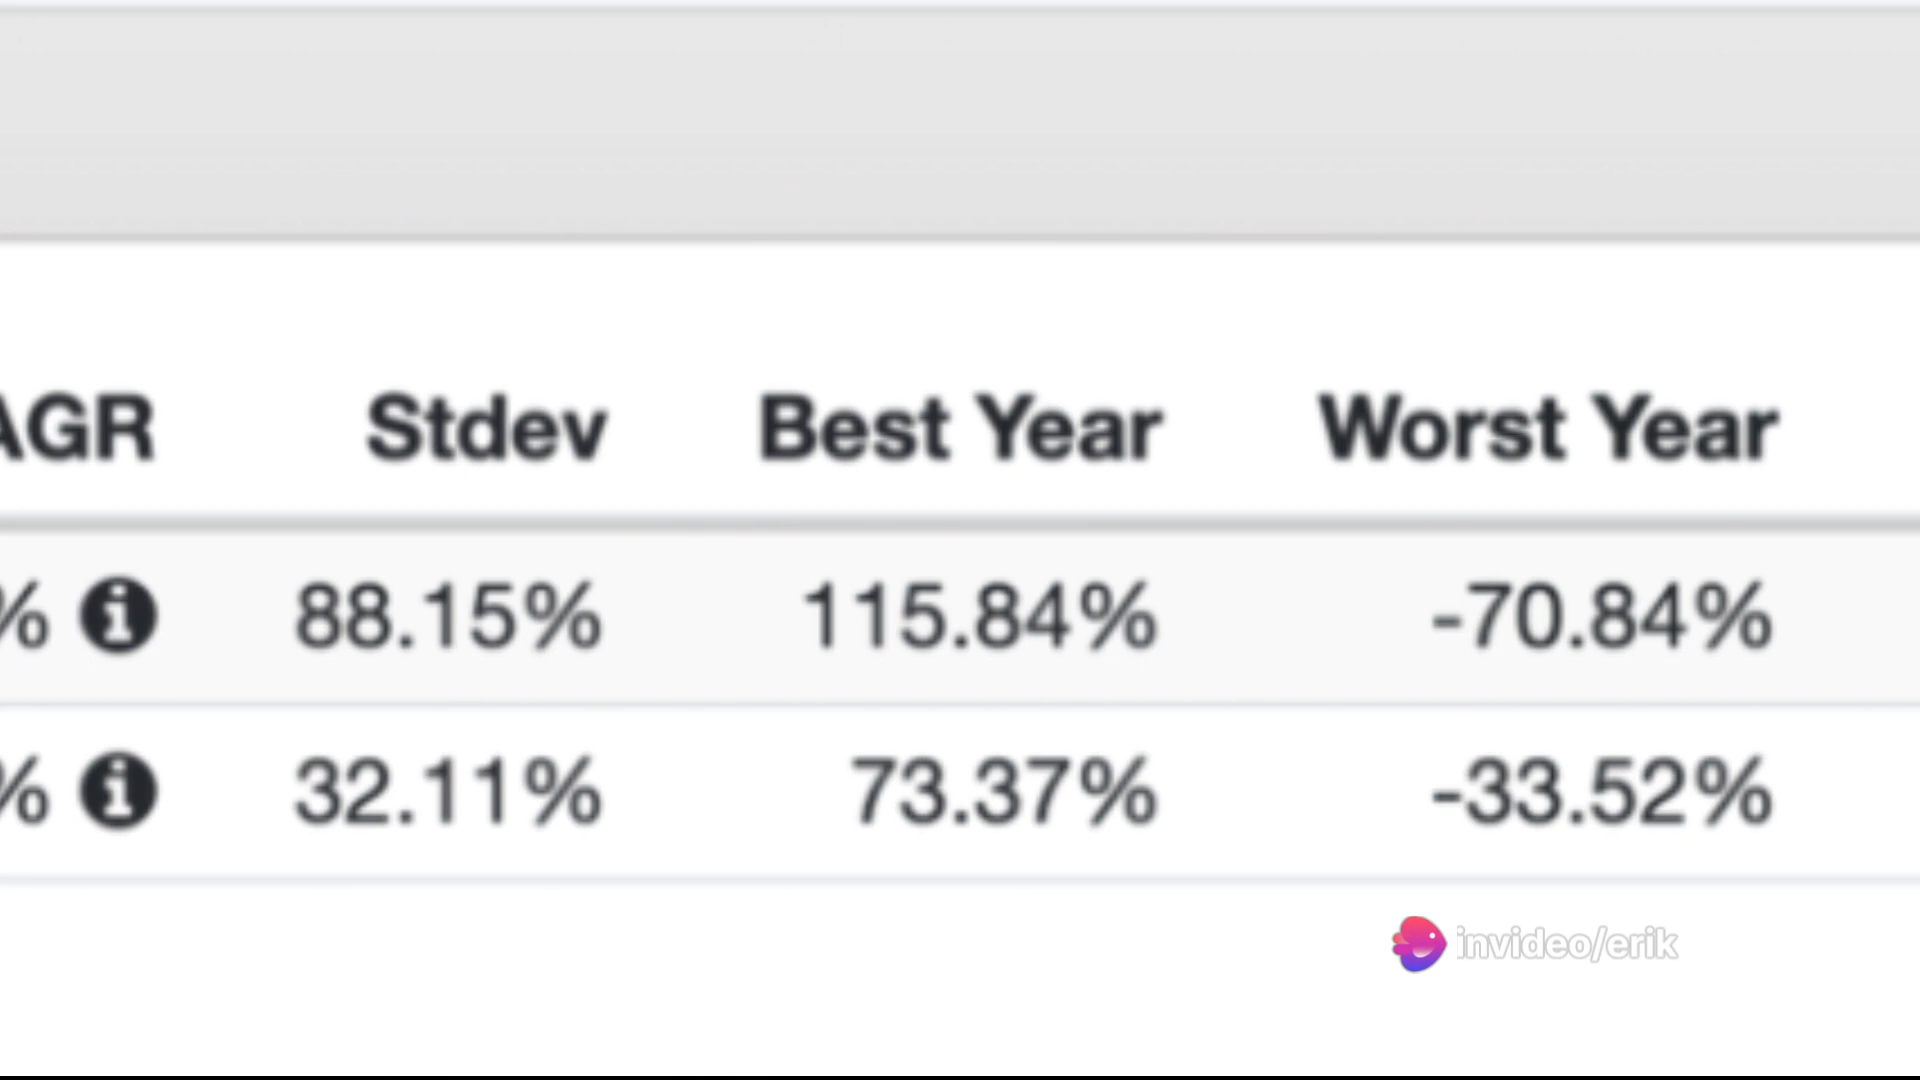 AGR Stdev Best Year Worst Year
% 88.15% 115.84% -70.84%
% 32.11% 73.37% -33.52%
invideo/erik